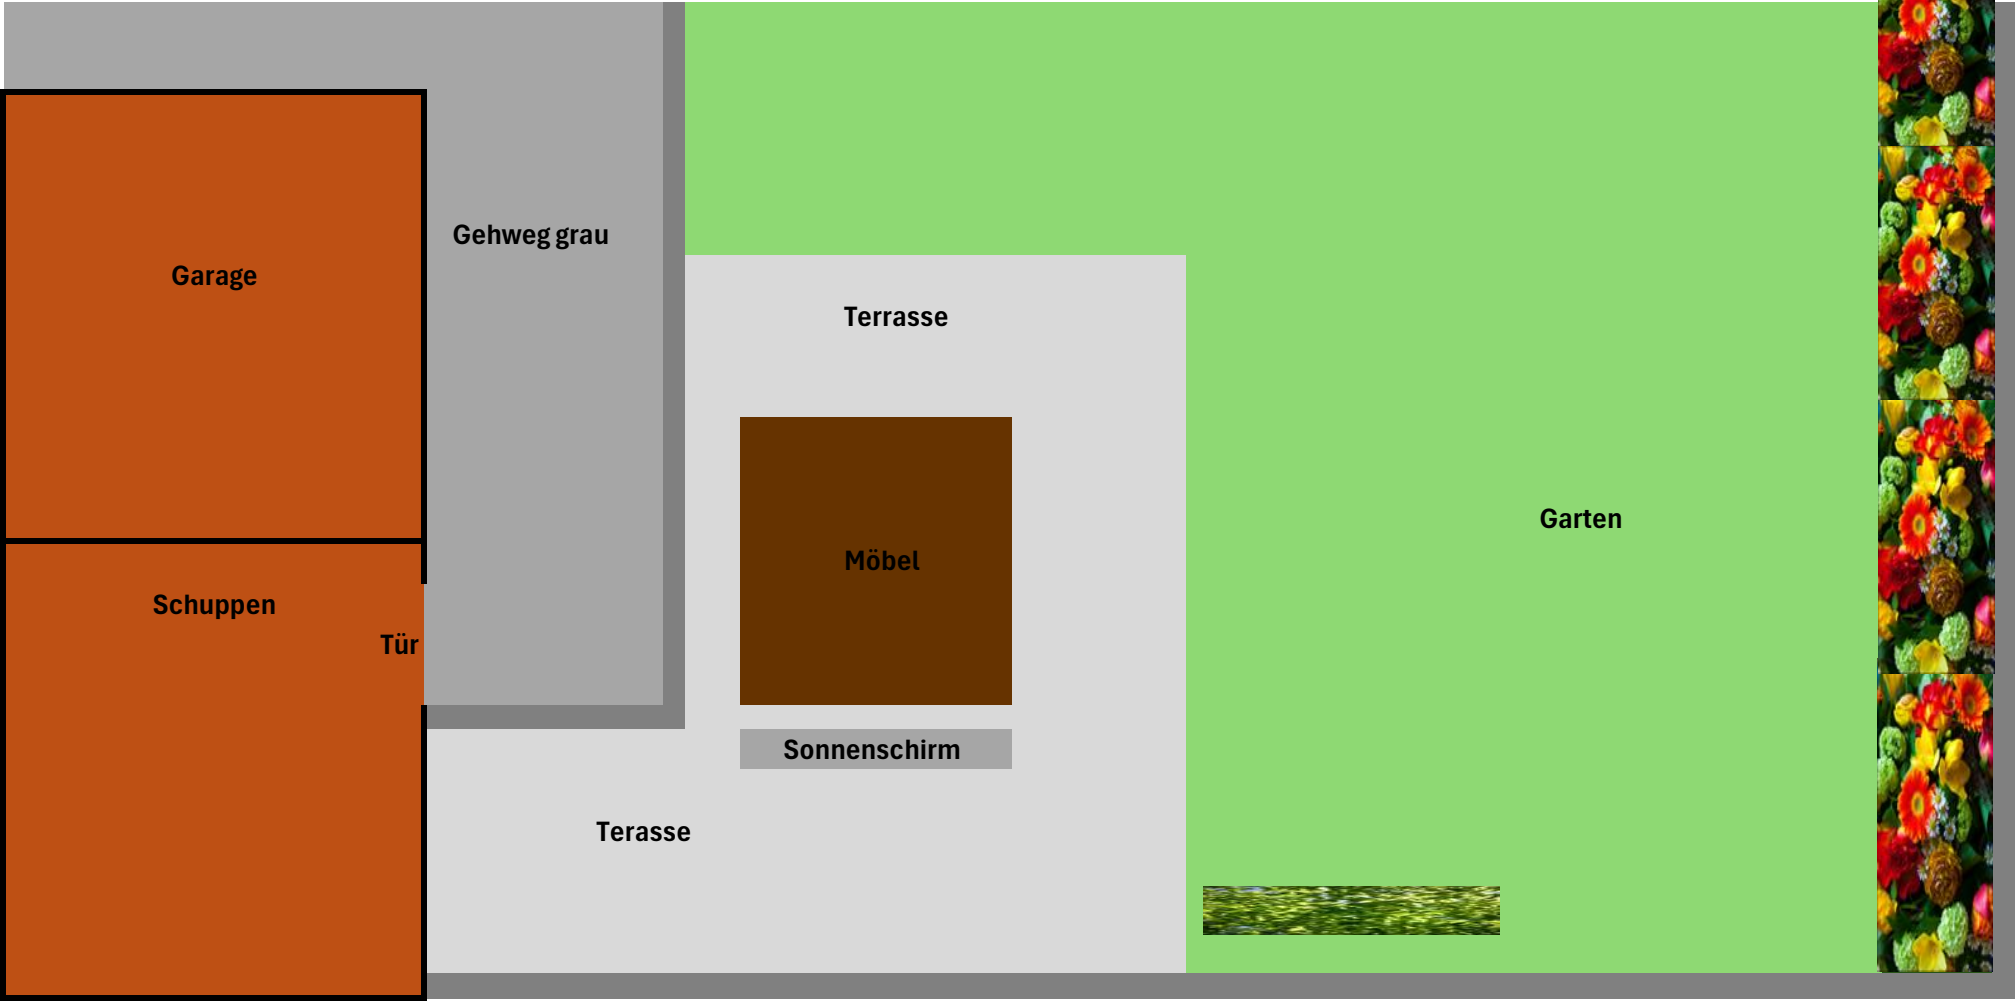 Gehweg grau
Garage
Terrasse
Garten
Möbel
Schuppen
Tür
Sonnenschirm
Terasse